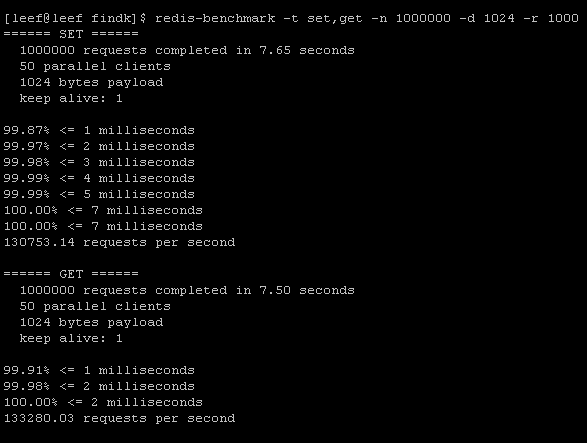 [leef@leef findk]$ redis-benchmark -t set,get -n 1000000 -d 1024 -r 1000
====== SET ======
  1000000 requests completed in 7.65 seconds
  50 parallel clients
  1024 bytes payload
  keep alive: 1

99.87% <= 1 milliseconds
99.97% <= 2 milliseconds
99.98% <= 3 milliseconds
99.99% <= 4 milliseconds
99.99% <= 5 milliseconds
100.00% <= 7 milliseconds
100.00% <= 7 milliseconds
130753.14 requests per second

====== GET ======
  1000000 requests completed in 7.50 seconds
  50 parallel clients
  1024 bytes payload
  keep alive: 1

99.91% <= 1 milliseconds
99.98% <= 2 milliseconds
100.00% <= 2 milliseconds
133280.03 requests per second